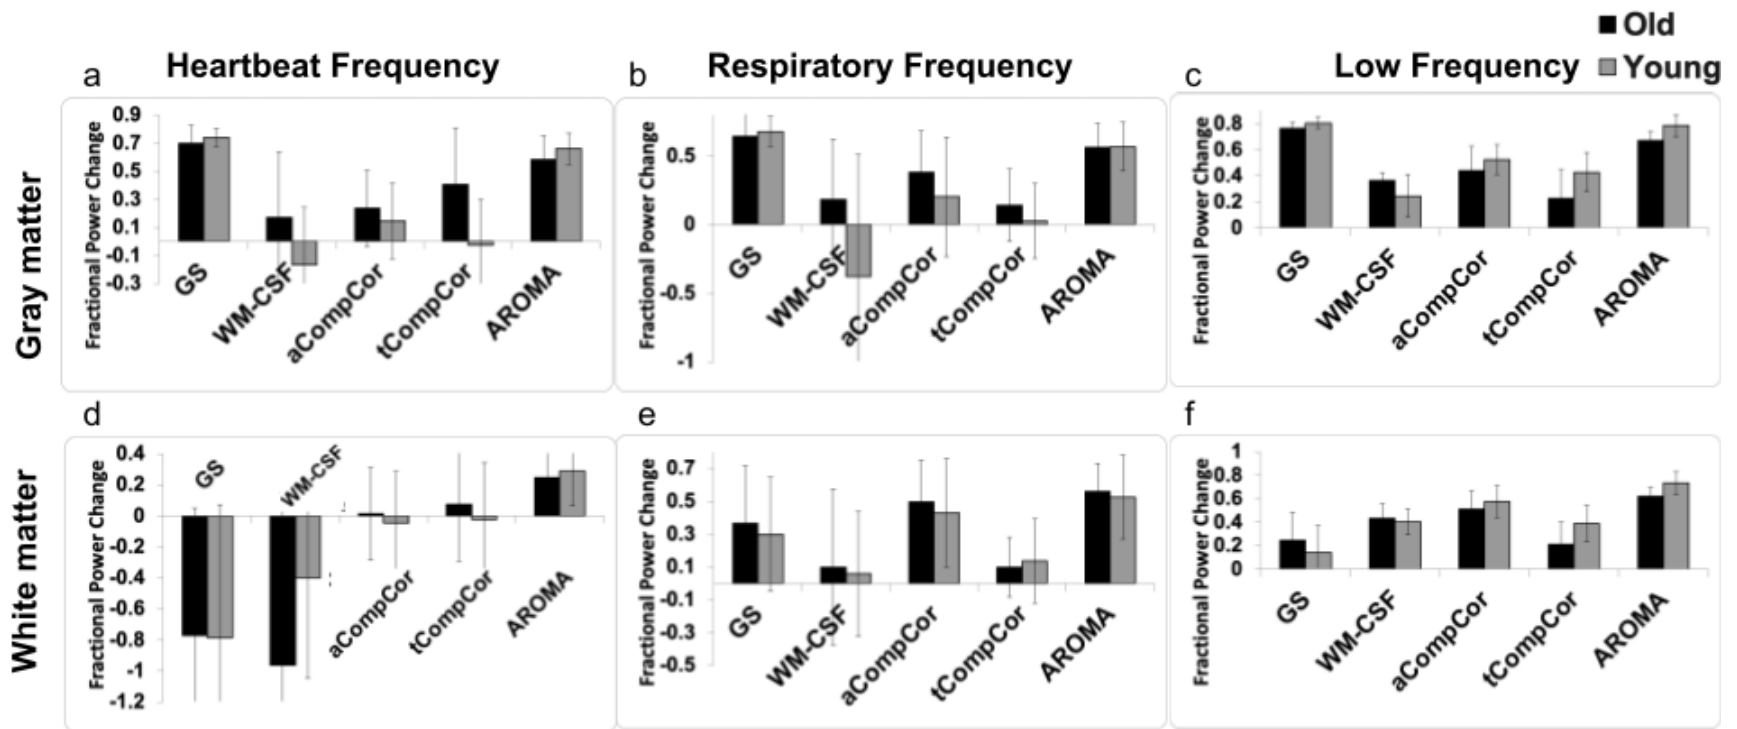 Old
Young
a Heartbeat Frequency
b Respiratory Frequency
c Low Frequency
Gray matter
Fractional Power Change
0.9
0.7
0.5
0.3
0.1
-0.1
-0.3
GS
WM-CSF
aCompCor
tCompCor
AROMA
Fractional Power Change
0.5
0
-0.5
-1
GS
WM-CSF
aCompCor
tCompCor
AROMA
Fractional Power Change
0.8
0.6
0.4
0.2
0
GS
WM-CSF
aCompCor
tCompCor
AROMA
White matter
d
Fractional Power Change
0.4
0.2
0
-0.2
-0.4
-0.6
-0.8
-1
-1.2
GS
WM-CSF
aCompCor
tCompCor
AROMA
e
Fractional Power Change
0.7
0.5
0.3
0.1
-0.1
-0.3
-0.5
GS
WM-CSF
aCompCor
tCompCor
AROMA
f
Fractional Power Change
1
0.8
0.6
0.4
0.2
0
GS
WM-CSF
aCompCor
tCompCor
AROMA